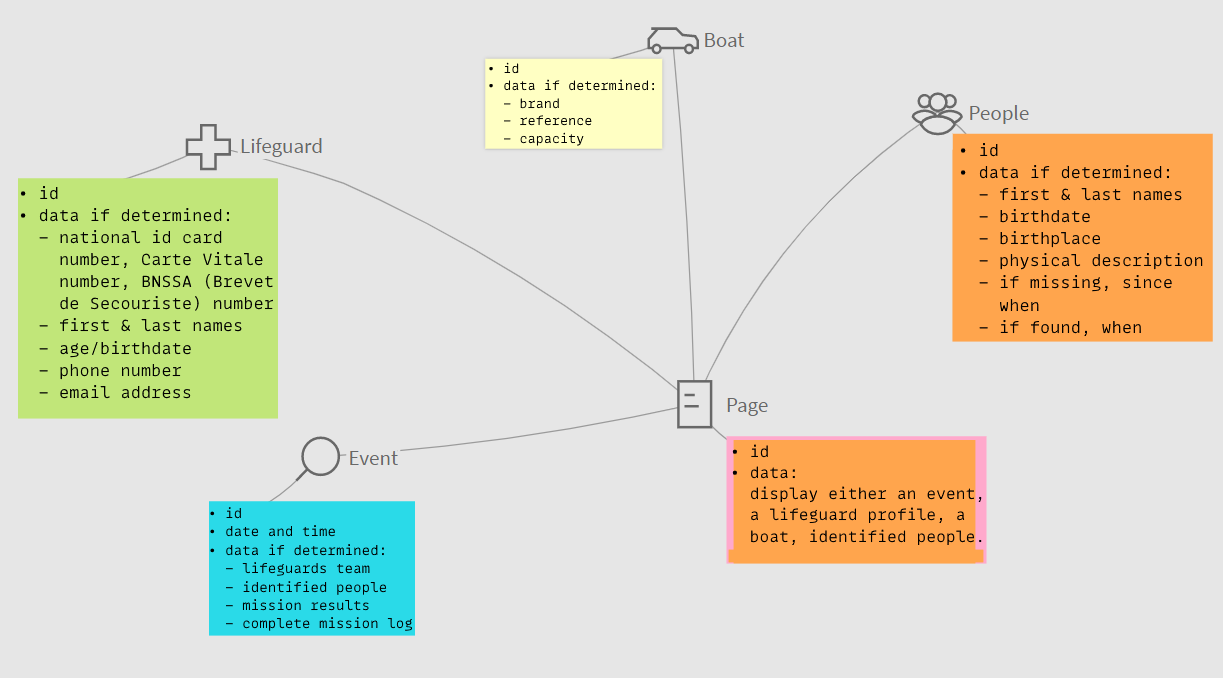 Boat
• id
• data if determined:
– brand
– reference
– capacity
People
• id
• data if determined:
– first & last names
– birthdate
– birthplace
– physical description
– if missing, since
when
– if found, when
Lifeguard
• id
• data if determined:
– national id card
number, Carte Vitale
number, BNSSA (Brevet
de Secouriste) number
– first & last names
– age/birthdate
– phone number
– email address
Page
• id
• data:
display either an event,
a lifeguard profile, a
boat, identified people.
Event
• id
• date and time
• data if determined:
– lifeguards team
– identified people
– mission results
– complete mission log